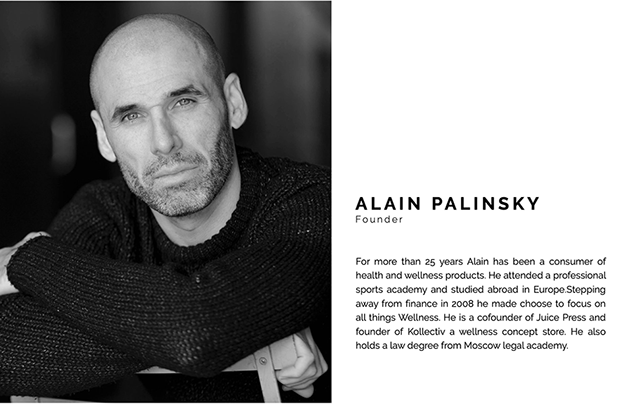 ALAIN PALINSKY
Founder
For more than 25 years Alain has been a consumer of
health and wellness products. He attended a professional
sports academy and studied abroad in Europe.Stepping
away from finance in 2008 he made choose to focus on
all things Wellness. He is a cofounder of Juice Press and
founder of Kollectiv a wellness concept store. He also
holds a law degree from Moscow legal academy.